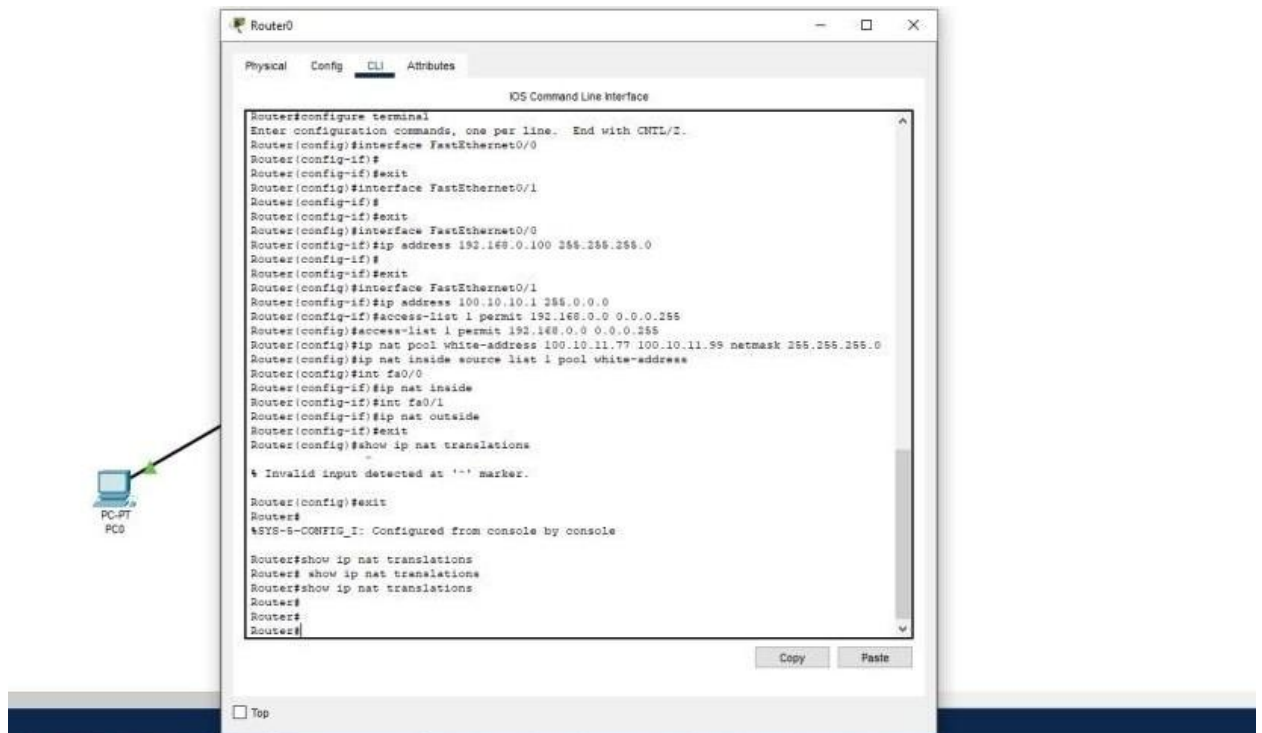 Router0
Physical Config CLI Attributes
IOS Command Line Interface
Router#configure terminal
Enter configuration commands, one per line. End with CNTL/Z.
Router(config)#interface FastEthernet0/0
Router(config-if)#
Router(config-if)#exit
Router(config)#interface FastEthernet0/1
Router(config-if)#
Router(config-if)#exit
Router(config)#interface FastEthernet0/0
Router(config-if)#ip address 192.168.0.100 255.255.255.0
Router(config-if)#
Router(config-if)#exit
Router(config)#interface FastEthernet0/1
Router(config-if)#ip address 100.10.10.1 255.0.0.0
Router(config-if)#access-list 1 permit 192.168.0.0 0.0.0.255
Router(config)#access-list 1 permit 192.168.0.0 0.0.0.255
Router(config)#ip nat pool white-address 100.10.11.77 100.10.11.99 netmask 255.255.255.0
Router(config)#ip nat inside source list 1 pool white-address
Router(config)#int fa0/0
Router(config-if)#ip nat inside
Router(config-if)#int fa0/1
Router(config-if)#ip nat outside
Router(config-if)#exit
Router(config)#show ip nat translations
^
% Invalid input detected at '^' marker.
Router(config)#exit
Router#
%SYS-5-CONFIG_I: Configured from console by console
Router#show ip nat translations
Router# show ip nat translations
Router#show ip nat translations
Router#
Router#
Router#
Copy Paste
Top
PC-PT
PC0